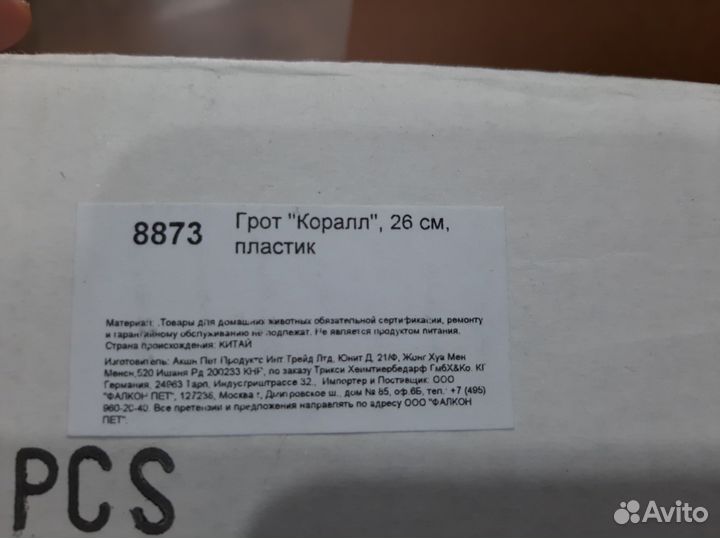 8873 Грот "Коралл", 26 см,
пластик
Материал: .Товары для домашних животных обязательной сертификации, ремонту
и гарантийному обслуживанию не подлежат. Не является продуктом питания.
Страна происхождения: КИТАЙ
Изготовитель: Акшн Пет Продуктс Инт Трейд Лтд, Юнит Д, 21/Ф, Жонг Хуа Мен
Меншн,520 Ишаня Рд 200233 КНР, по заказу Трикси Хеимтиербедарф ГмбХ&Ко. КГ
Германия, 24963 Тарп, Индустриштрассе 32., Импортер и Поставщик: ООО
"ФАЛКОН ПЕТ", 127236, Москва г, Дмитровское ш., дом № 85, оф.6Б, тел.: +7 (495)
960-20-40. Все претензии и предложения направлять по адресу ООО "ФАЛКОН
ПЕТ".
PCS
Avito